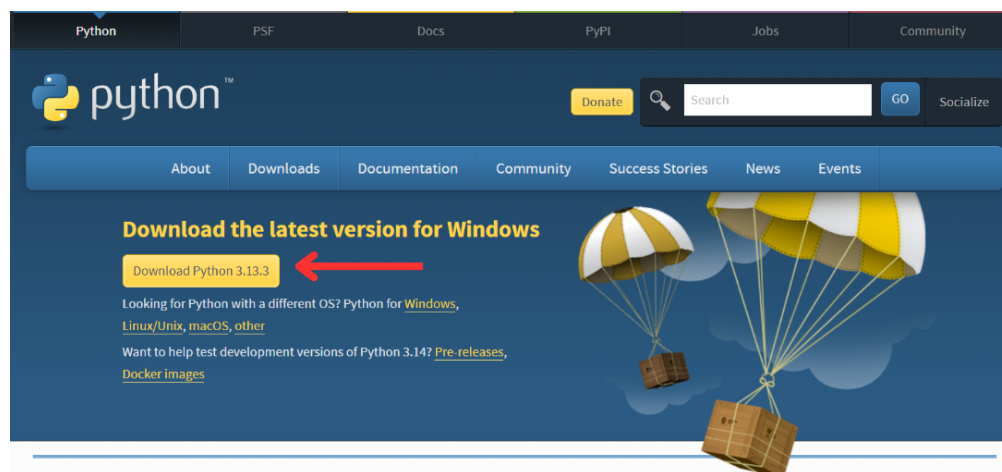 Python PSF Docs PyPI Jobs Community
python™
Donate Search GO Socialize
About Downloads Documentation Community Success Stories News Events
Download the latest version for Windows
Download Python 3.13.3
Looking for Python with a different OS? Python for Windows,
Linux/Unix, macOS, other
Want to help test development versions of Python 3.14? Pre-releases,
Docker images